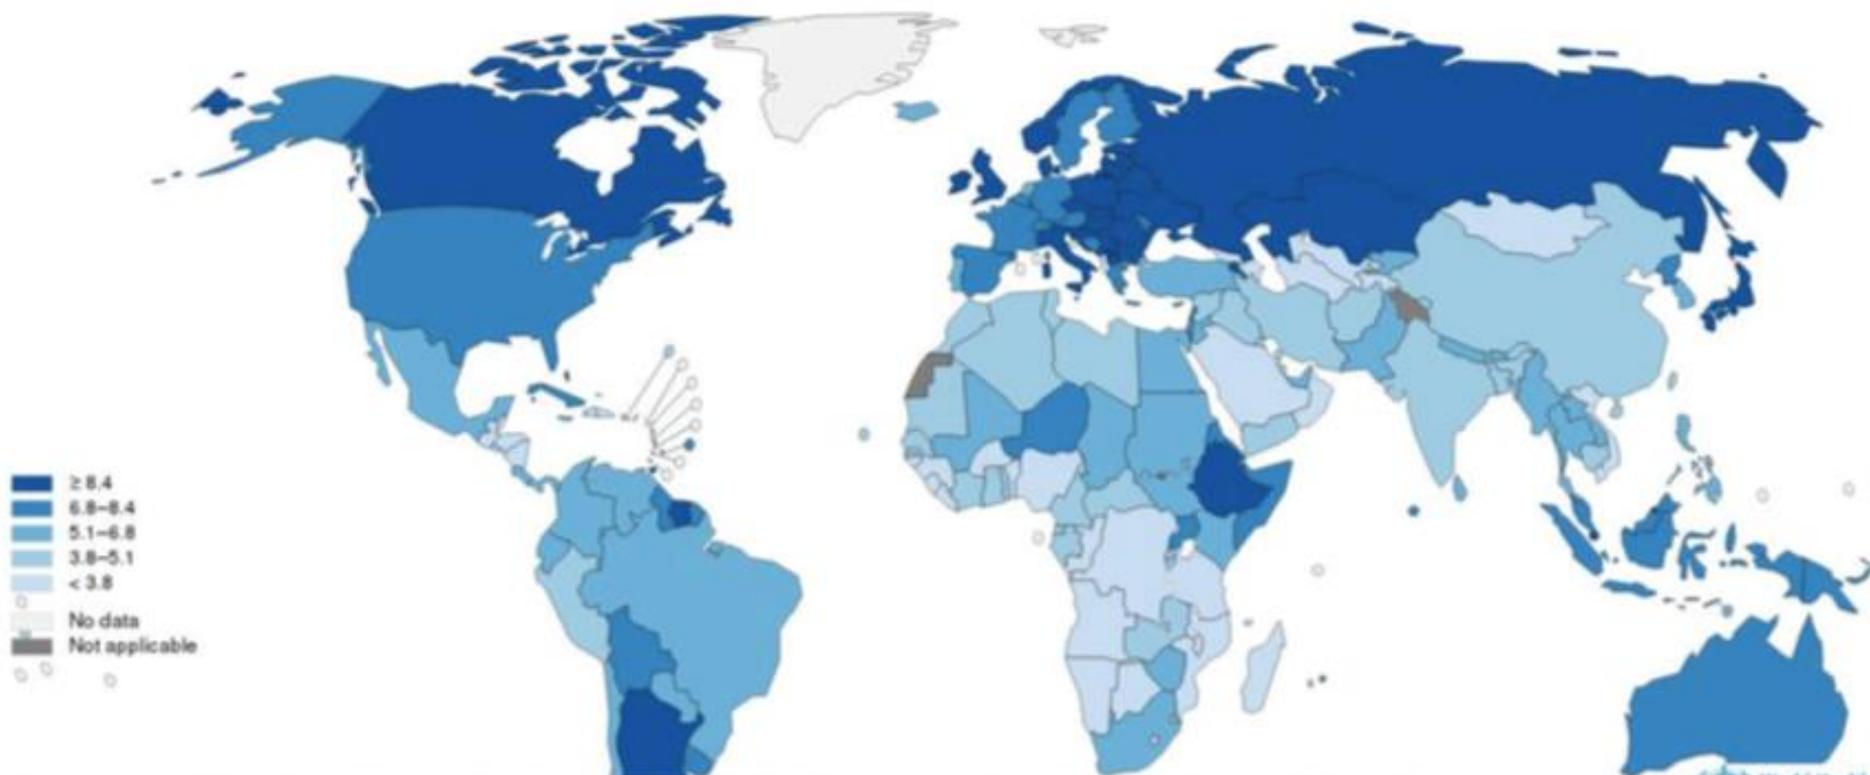 ≥ 8.4
6.8–8.4
5.1–6.8
3.8–5.1
< 3.8
No data
Not applicable